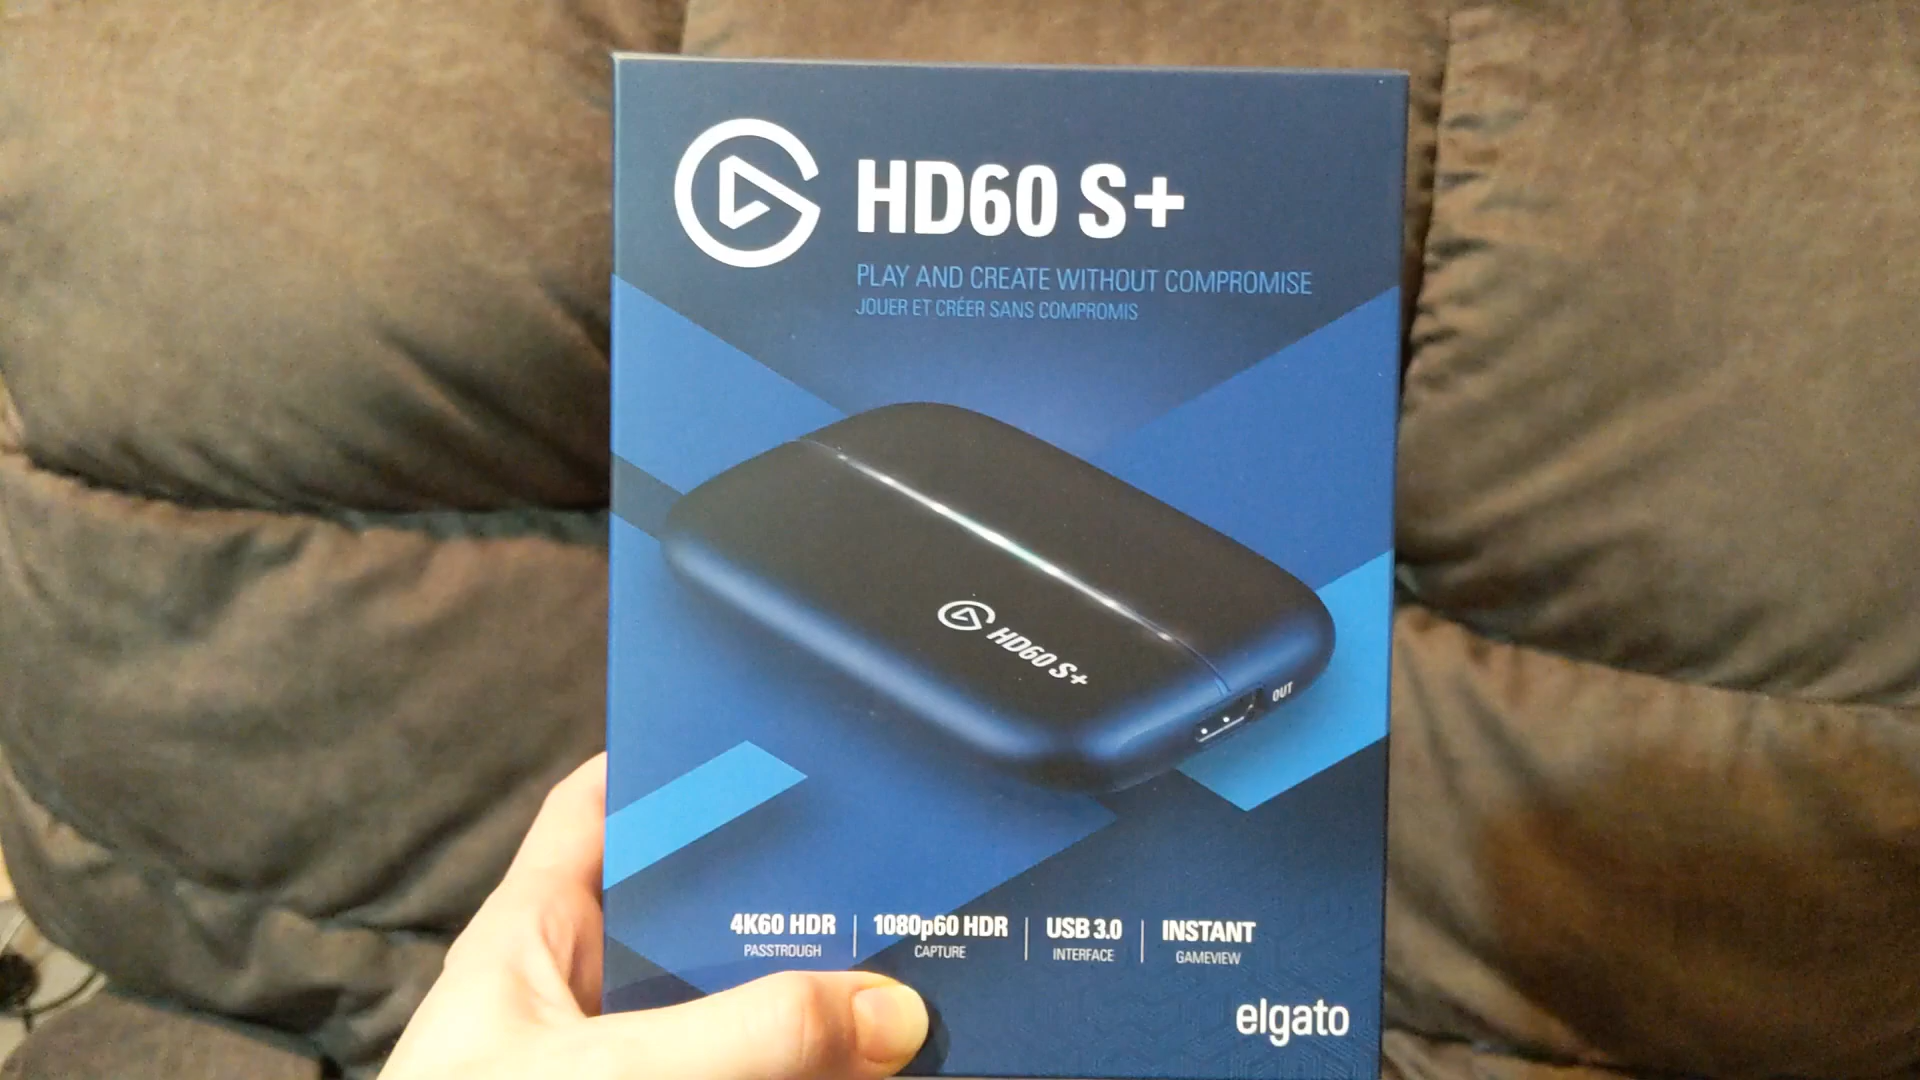 HD60 S+
PLAY AND CREATE WITHOUT COMPROMISE
JOUER ET CRÉER SANS COMPROMIS
HD60 S+
OUT
4K60 HDR
PASSTROUGH
1080p60 HDR
CAPTURE
USB 3.0
INTERFACE
INSTANT
GAMEVIEW
elgato